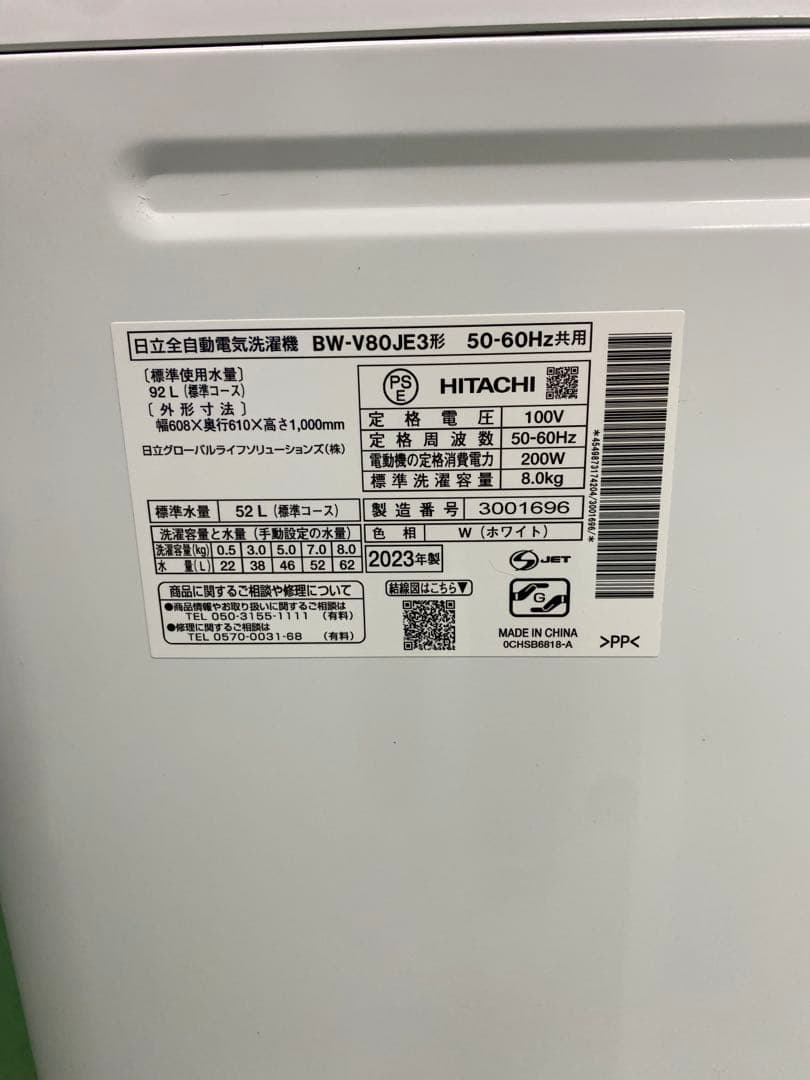 日立全自動電気洗濯機 BW-V80JE3形 50-60Hz共用
〔標準使用水量〕
92 L (標準コース)
〔外形寸法〕
幅608×奥行610×高さ1,000mm
日立グローバルライフソリューションズ(株)
PS
E
HITACHI
定格電圧 100V
定格周波数 50-60Hz
電動機の定格消費電力 200W
標準洗濯容量 8.0kg
標準水量 52 L (標準コース)
製造番号 3001696
洗濯容量と水量 (手動設定の水量)
洗濯容量(kg) 0.5 3.0 5.0 7.0 8.0
水量(L) 22 38 46 52 62
色相 W (ホワイト)
2023年製
S JET
商品に関するご相談や修理について
●商品情報やお取り扱いに関するご相談は
TEL 050-3155-1111 (有料)
●修理に関するご相談は
TEL 0570-0031-68 (有料)
結線図はこちら▼
G
MADE IN CHINA
0CHSB6818-A
>PP<
*4549873174204/3001696/*